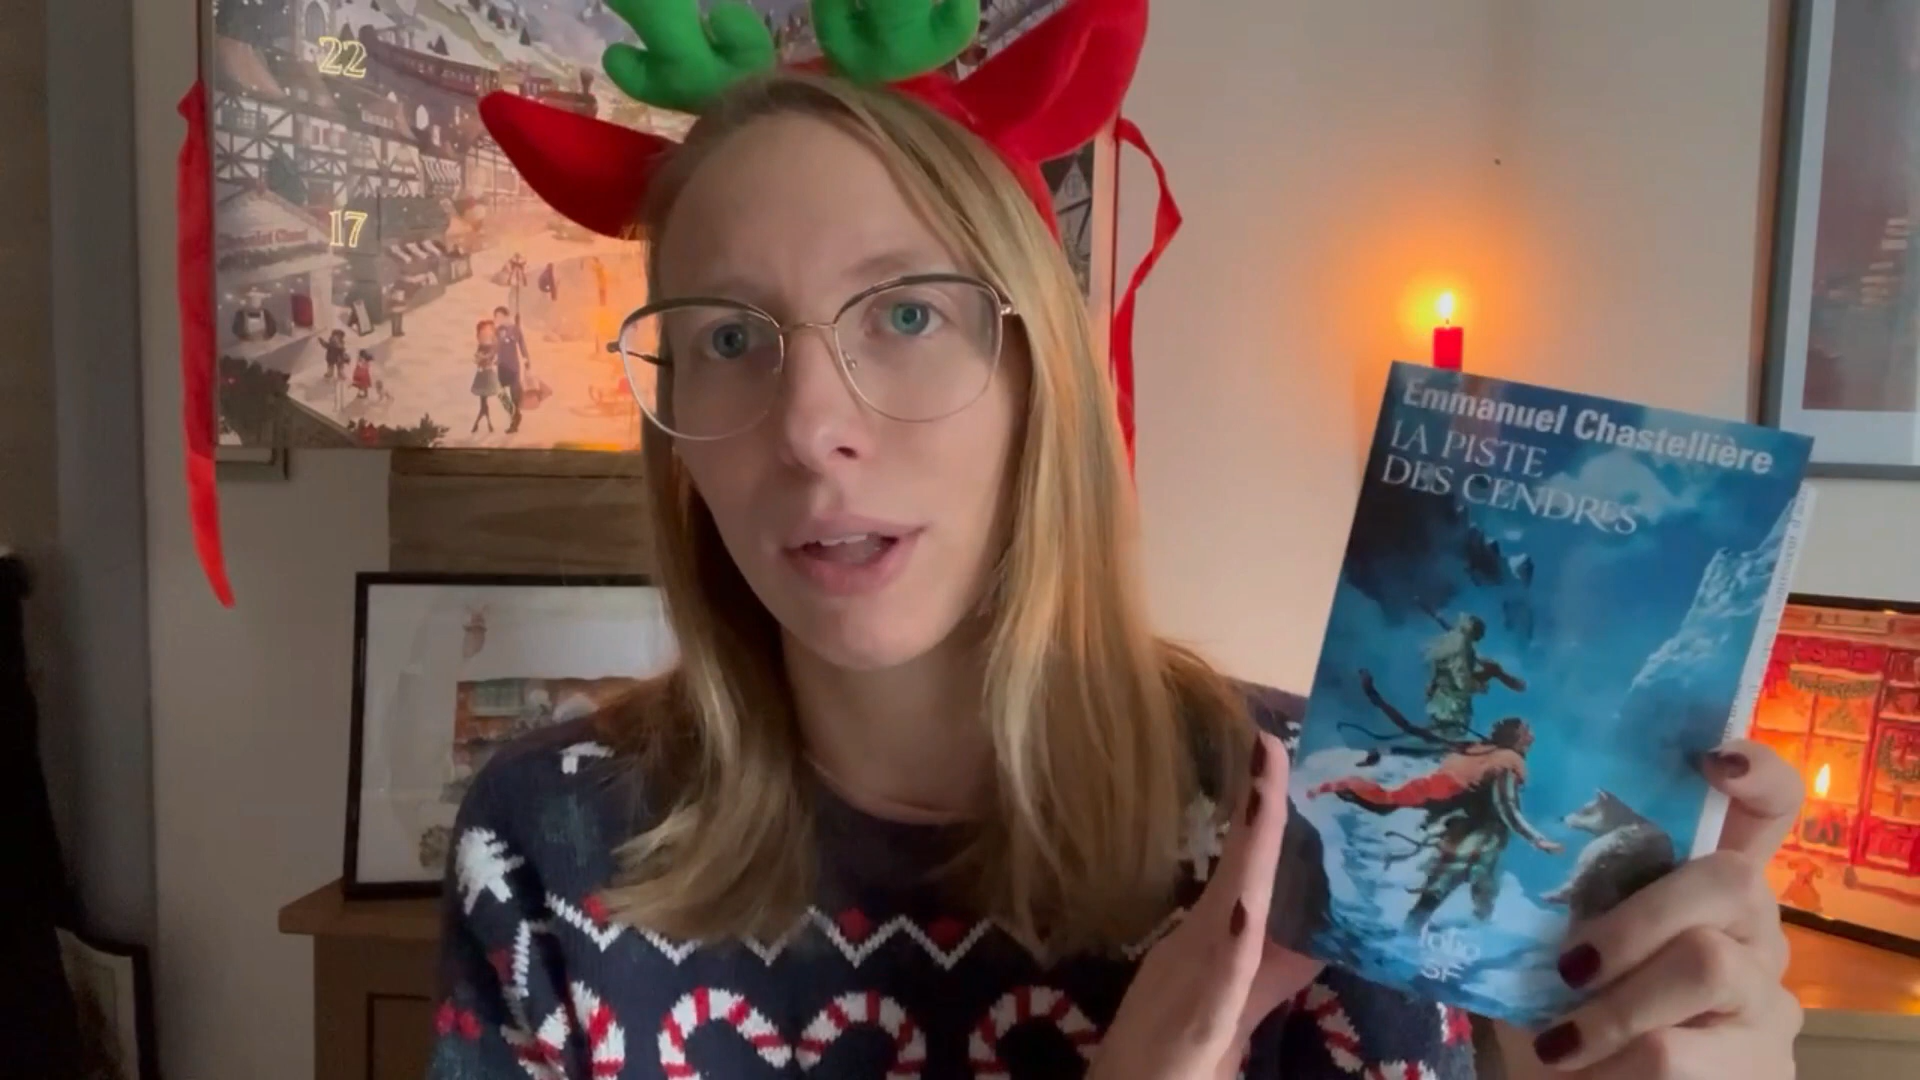 22
17
Emmanuel Chastellière
LA PISTE
DES CENDRES
folio
SF